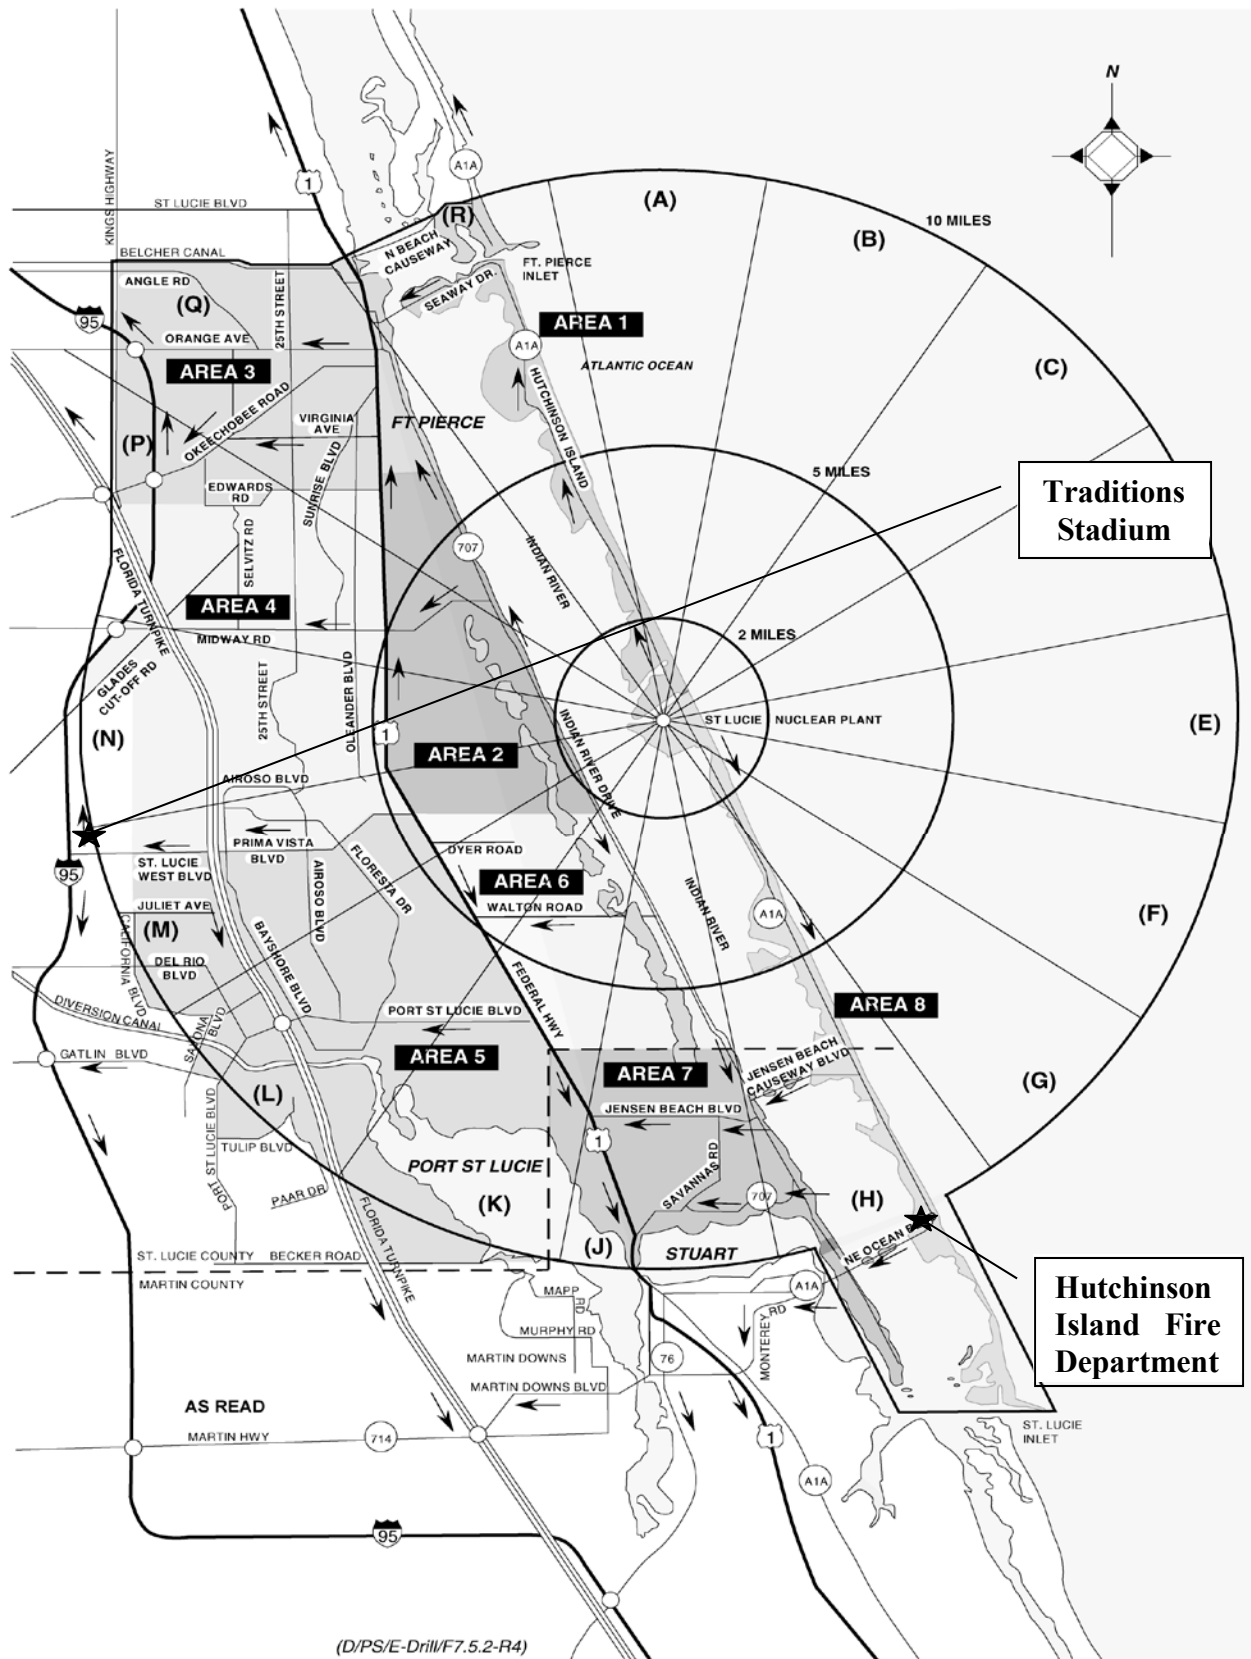 N
A1A
1
KINGS HIGHWAY
ST LUCIE BLVD
(R)
(A)
10 MILES
(B)
BELCHER CANAL
N BEACH
CAUSEWAY
FT. PIERCE
INLET
ANGLE RD
(Q)
25TH STREET
SEAWAY DR.
95
ORANGE AVE
AREA 1
A1A
ATLANTIC OCEAN
(C)
AREA 3
OKEECHOBEE ROAD
HUTCHINSON ISLAND
VIRGINIA
AVE
FT PIERCE
(P)
5 MILES
Traditions
Stadium
EDWARDS
RD
SUNRISE BLVD
SELVITZ RD
707
INDIAN RIVER
FLORIDA TURNPIKE
AREA 4
MIDWAY RD
2 MILES
GLADES
CUT-OFF RD
25TH STREET
OLEANDER BLVD
(N)
1
ST LUCIE NUCLEAR PLANT
(E)
AREA 2
INDIAN RIVER DRIVE
AIROSO BLVD
PRIMA VISTA
BLVD
DYER ROAD
FLORESTA DR
95
ST. LUCIE
WEST BLVD
AIROSO BLVD
AREA 6
WALTON ROAD
INDIAN RIVER
A1A
(F)
JULIET AVE
CALIFORNIA BLVD
(M)
BAYSHORE BLVD
DEL RIO
BLVD
FEDERAL HWY
AREA 8
DIVERSION CANAL
SAVONA
BLVD
PORT ST LUCIE BLVD
GATLIN BLVD
AREA 5
AREA 7
JENSEN BEACH
CAUSEWAY BLVD
(G)
(L)
JENSEN BEACH BLVD
PORT ST LUCIE BLVD
TULIP BLVD
1
SAVANNAS RD
PORT ST LUCIE
(K)
PAAR DR
707
(H)
FLORIDA TURNPIKE
(J)
STUART
NE OCEAN
ST. LUCIE COUNTY
BECKER ROAD
MARTIN COUNTY
A1A
Hutchinson
Island Fire
Department
MAPP
RD
MURPHY RD
MONTEREY RD
MARTIN DOWNS
76
MARTIN DOWNS BLVD
AS READ
MARTIN HWY
714
1
ST. LUCIE
INLET
A1A
95
(D/PS/E-Drill/F7.5.2-R4)